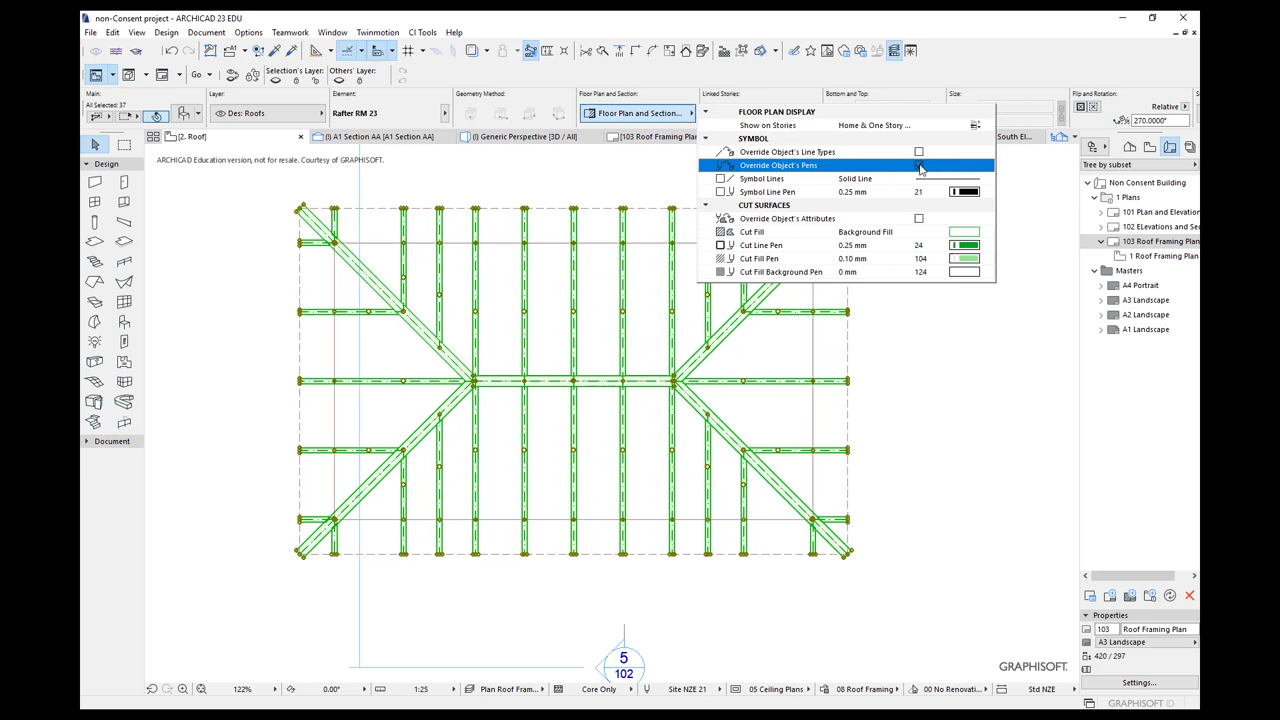 non-Consent project - ARCHICAD 23 EDU
File Edit View Design Document Options Teamwork Window Twinmotion CI Tools Help
Go Selection's Layer: Others' Layer:
Main: Layer: Element: Geometry Method: Floor Plan and Section: Linked Stories: Bottom and Top: Size: Flip and Rotation:
All Selected: 37
Des: Roofs
Rafter RM 23
Floor Plan and Section...
Relative
270.0000°
[2. Roof]
(!) A1 Section AA [A1 Section AA]
(!) Generic Perspective [3D / All]
[103 Roof Framing Plan
South El...
ARCHICAD Education version, not for resale. Courtesy of GRAPHISOFT.
FLOOR PLAN DISPLAY
Show on Stories Home & One Story ...
SYMBOL
Override Object's Line Types
Override Object's Pens
Symbol Lines Solid Line
Symbol Line Pen 0.25 mm 21
CUT SURFACES
Override Object's Attributes
Cut Fill Background Fill
Cut Line Pen 0.25 mm 24
Cut Fill Pen 0.10 mm 104
Cut Fill Background Pen 0 mm 124
Design
Document
5
102
GRAPHISOFT.
Tree by subset
Non Consent Building
1 Plans
101 PLan and Elevation
102 ELevations and Sec
103 Roof Framing Plan
1 Roof Framing Plan
Masters
A4 Portrait
A3 Landscape
A2 Landscape
A1 Landscape
Properties
103 Roof Framing Plan
A3 Landscape
420 / 297
Settings...
122% 0.00° 1:25 Plan Roof Fram... Core Only Site NZE 21 05 Ceiling Plans 08 Roof Framing 00 No Renovati... Std NZE
GRAPHISOFT ID